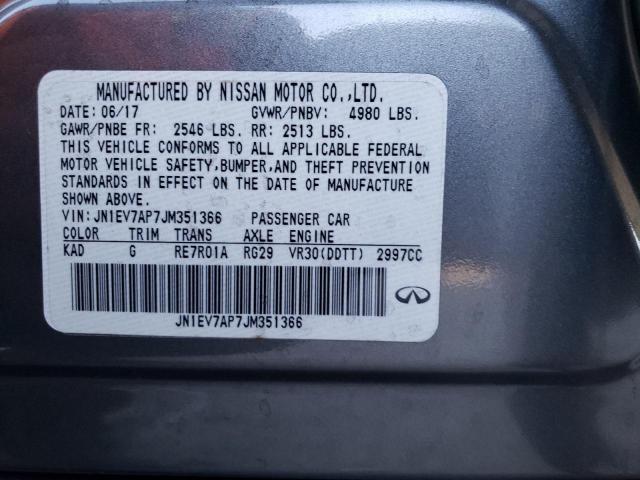 MANUFACTURED BY NISSAN MOTOR CO.,LTD.
DATE: 06/17 GVWR/PNBV: 4980 LBS.
GAWR/PNBE FR: 2546 LBS. RR: 2513 LBS.
THIS VEHICLE CONFORMS TO ALL APPLICABLE FEDERAL
MOTOR VEHICLE SAFETY,BUMPER,AND THEFT PREVENTION
STANDARDS IN EFFECT ON THE DATE OF MANUFACTURE
SHOWN ABOVE.
VIN:JN1EV7AP7JM351366 PASSENGER CAR
COLOR TRIM TRANS AXLE ENGINE
KAD G RE7R01A RG29 VR30(DDTT) 2997CC
JN1EV7AP7JM351366